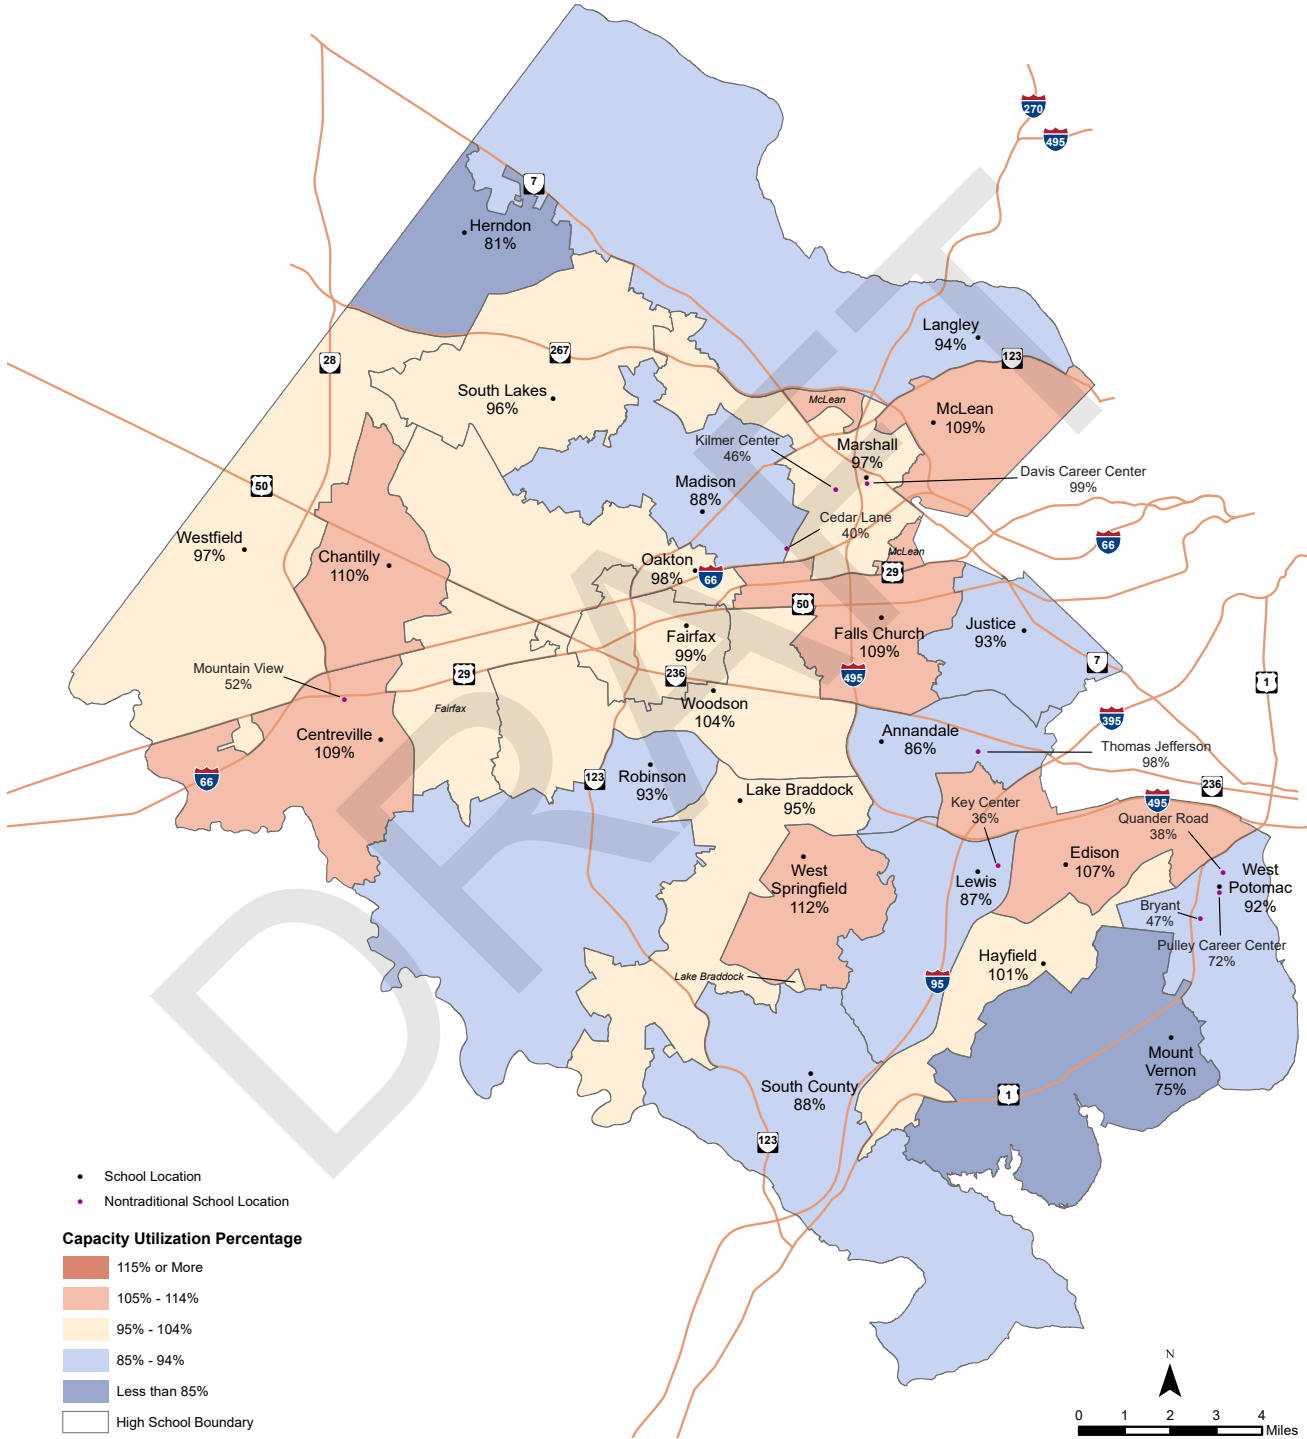 270
495
7
Herndon
81%
Langley
94%
123
28
267
South Lakes
96%
McLean
McLean
109%
Kilmer Center
46%
Marshall
97%
Davis Career Center
99%
50
Madison
88%
Cedar Lane
40%
Westfield
97%
Chantilly
110%
McLean
66
Oakton
98%
66
29
50
Justice
93%
Fairfax
99%
Falls Church
109%
Mountain View
52%
29
236
495
7
1
Fairfax
Woodson
104%
395
Centreville
109%
Annandale
86%
Thomas Jefferson
98%
66
123
Robinson
93%
Lake Braddock
95%
Key Center
36%
495
236
Quander Road
38%
West
Springfield
112%
Lewis
87%
Edison
107%
West
Potomac
92%
Bryant
47%
Pulley Career Center
72%
Lake Braddock
95
Hayfield
101%
Mount
Vernon
75%
South County
88%
1
123
DRAFT
School Location
Nontraditional School Location
Capacity Utilization Percentage
115% or More
105% - 114%
95% - 104%
85% - 94%
Less than 85%
High School Boundary
N
0 1 2 3 4
Miles